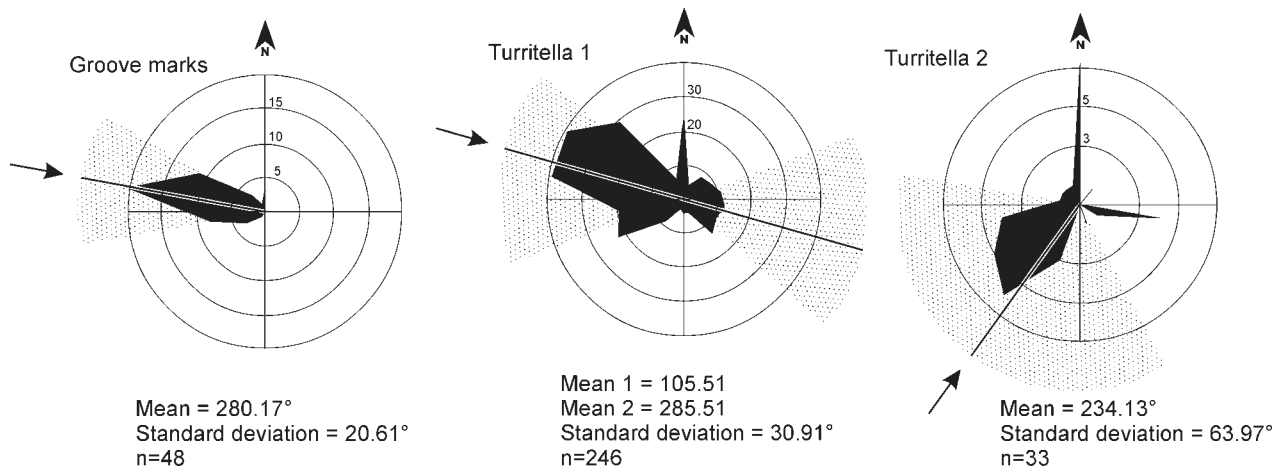 Groove marks
N
15
10
5
Mean = 280.17°
Standard deviation = 20.61°
n=48
Turritella 1
N
30
20
Mean 1 = 105.51
Mean 2 = 285.51
Standard deviation = 30.91°
n=246
Turritella 2
N
5
3
Mean = 234.13°
Standard deviation = 63.97°
n=33